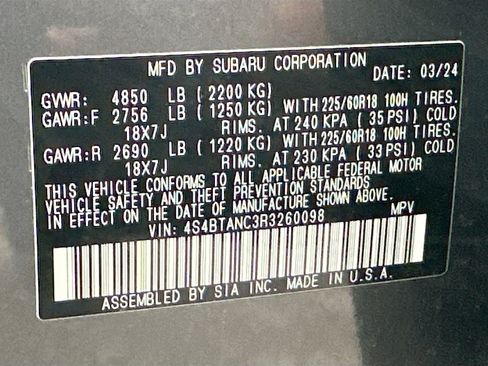 MFD BY SUBARU CORPORATION DATE: 03/24
GVWR: 4850 LB (2200 KG)
GAWR:F 2756 LB (1250 KG) WITH 225/60R18 100H TIRES.
18X7J RIMS. AT 240 KPA (35 PSI) COLD
GAWR:R 2690 LB (1220 KG) WITH 225/60R18 100H TIRES.
18X7J RIMS. AT 230 KPA (33 PSI) COLD
THIS VEHICLE CONFORMS TO ALL APPLICABLE FEDERAL MOTOR
VEHICLE SAFETY AND THEFT PREVENTION STANDARDS
IN EFFECT ON THE DATE OF MANUFACTURE SHOWN ABOVE.
VIN: 4S4BTANC3R3260098 MPV
ASSEMBLED BY SIA INC. MADE IN U.S.A.